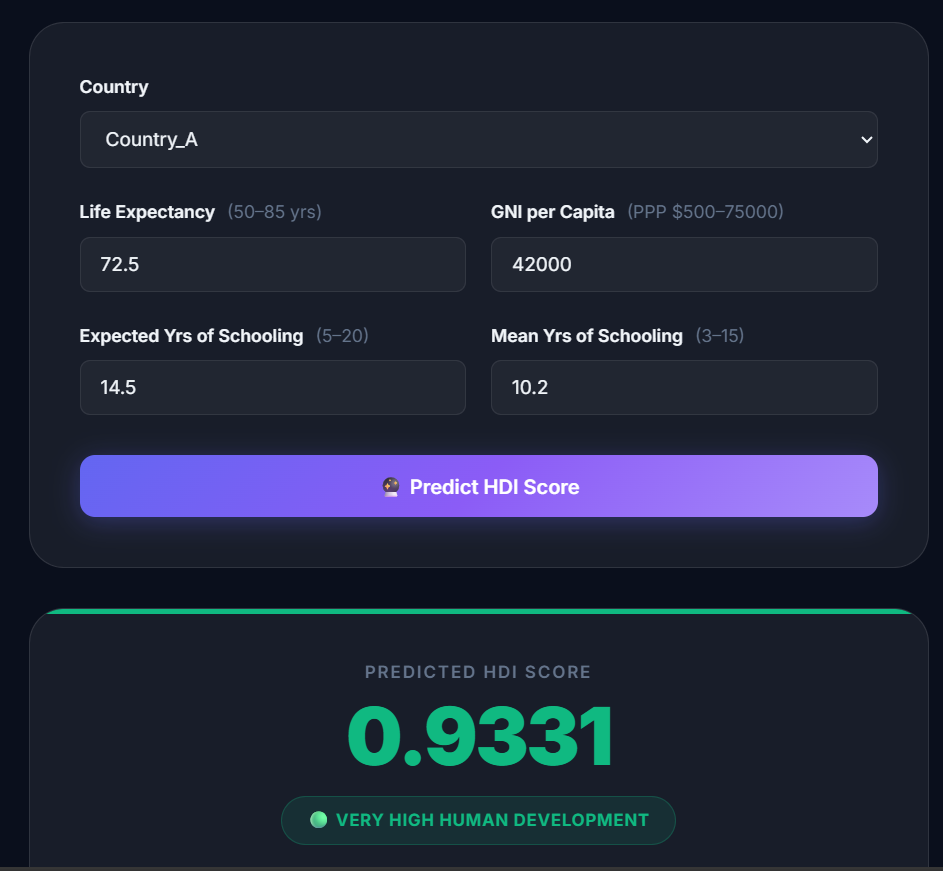 Country
Country_A
Life Expectancy (50–85 yrs) GNI per Capita (PPP $500–75000)
72.5 42000
Expected Yrs of Schooling (5–20) Mean Yrs of Schooling (3–15)
14.5 10.2
Predict HDI Score
PREDICTED HDI SCORE
0.9331
VERY HIGH HUMAN DEVELOPMENT